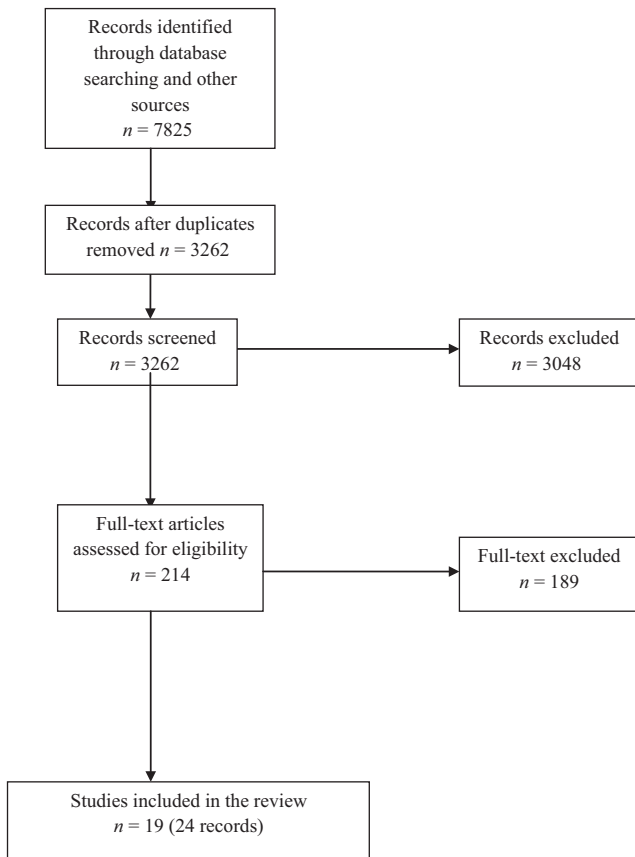 Records identified
through database
searching and other
sources
n = 7825
Records after duplicates
removed n = 3262
Records screened
n = 3262
Records excluded
n = 3048
Full-text articles
assessed for eligibility
n = 214
Full-text excluded
n = 189
Studies included in the review
n = 19 (24 records)